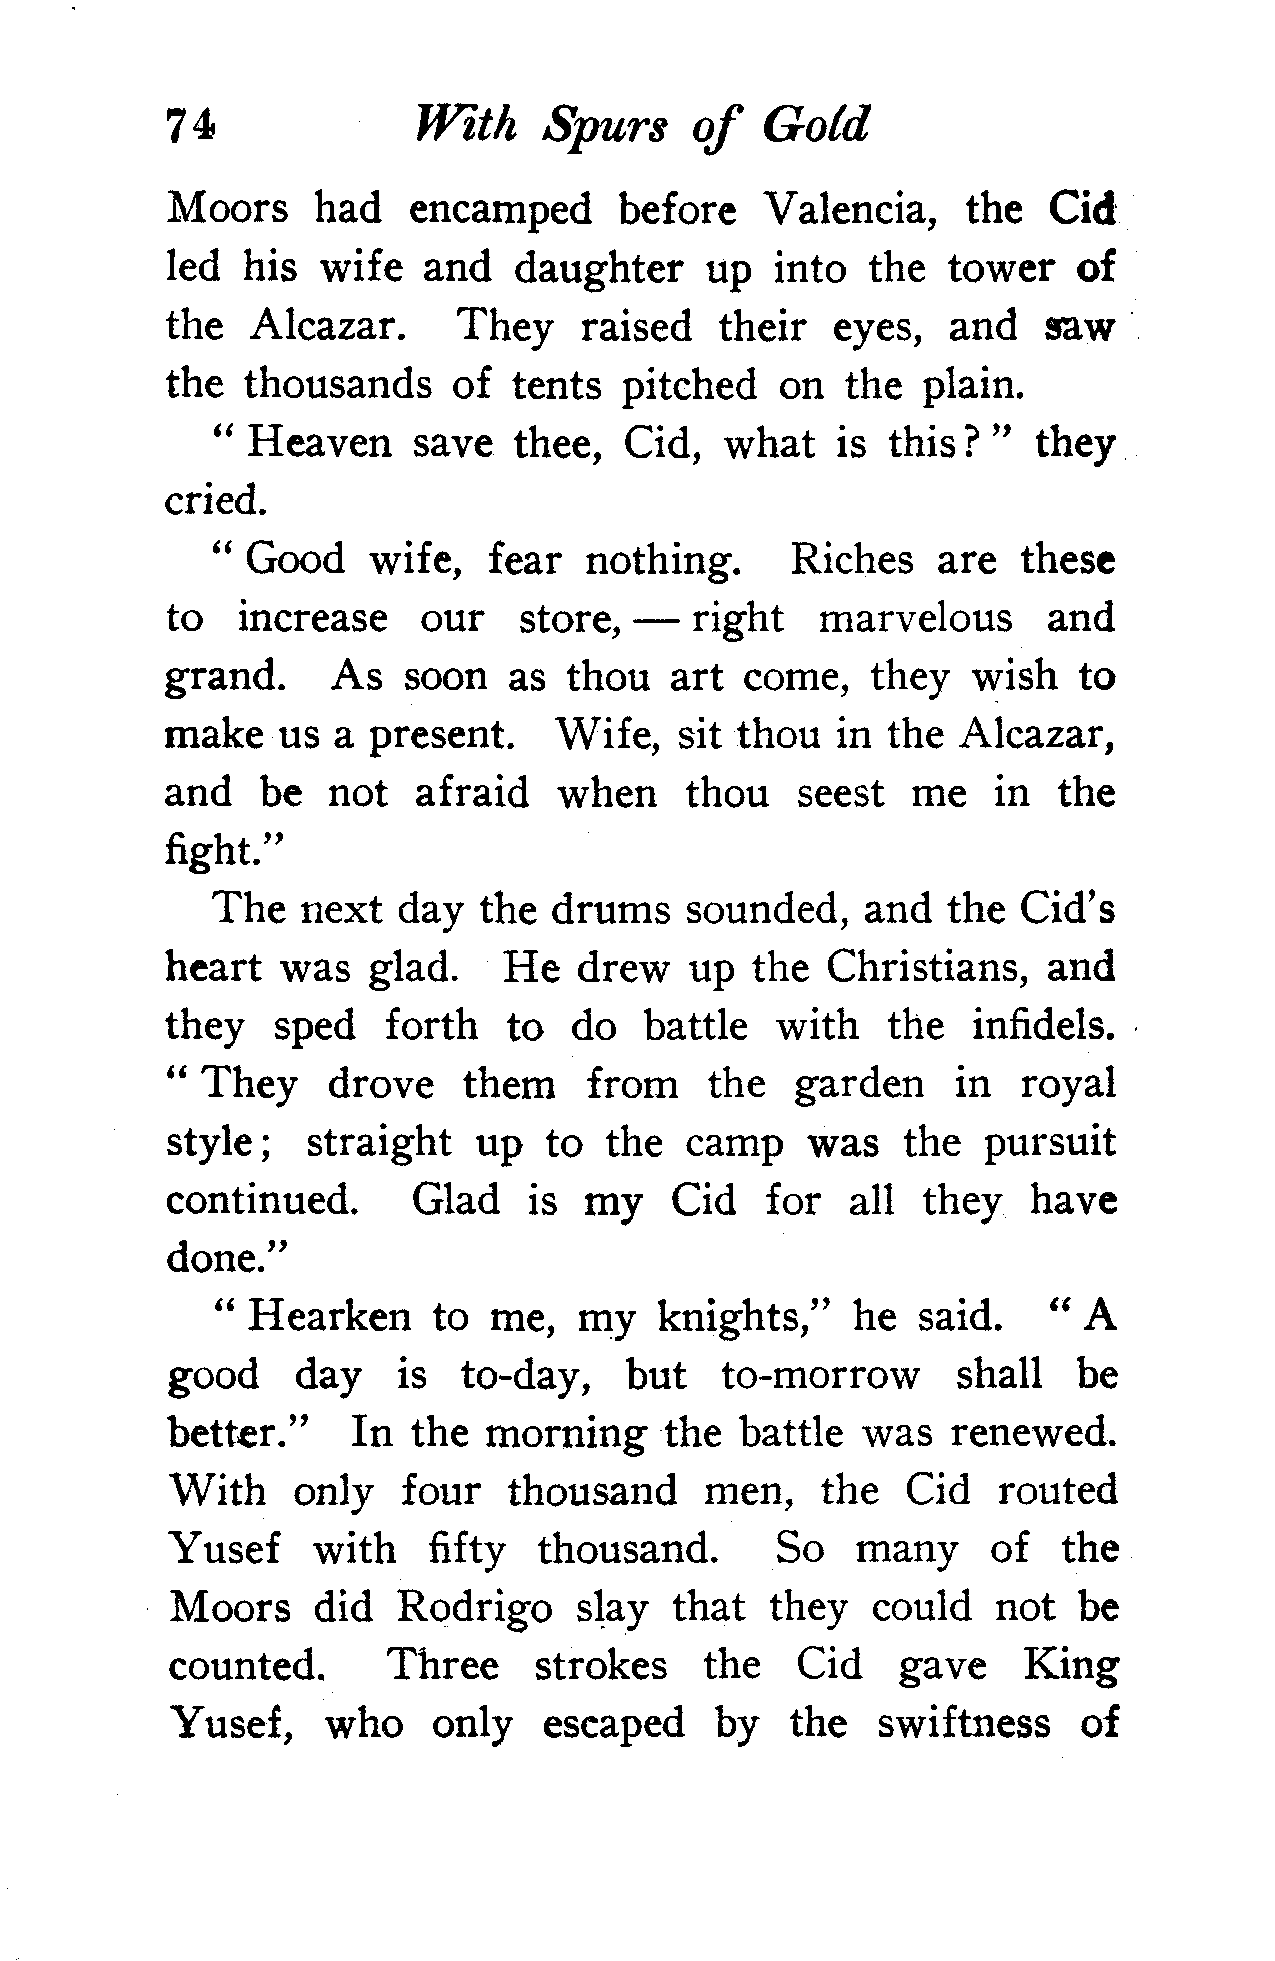 74 With Spurs of Gold
Moors had encamped before Valencia, the Cid
led his wife and daughter up into the tower of
the Alcazar. They raised their eyes, and saw
the thousands of tents pitched on the plain.
" Heaven save thee, Cid, what is this? " they
cried.
" Good wife, fear nothing. Riches are these
to increase our store, — right marvelous and
grand. As soon as thou art come, they wish to
make us a present. Wife, sit thou in the Alcazar,
and be not afraid when thou seest me in the
fight."
The next day the drums sounded, and the Cid's
heart was glad. He drew up the Christians, and
they sped forth to do battle with the infidels.
" They drove them from the garden in royal
style; straight up to the camp was the pursuit
continued. Glad is my Cid for all they have
done."
" Hearken to me, my knights," he said. " A
good day is to-day, but to-morrow shall be
better." In the morning the battle was renewed.
With only four thousand men, the Cid routed
Yusef with fifty thousand. So many of the
Moors did Rodrigo slay that they could not be
counted. Three strokes the Cid gave King
Yusef, who only escaped by the swiftness of